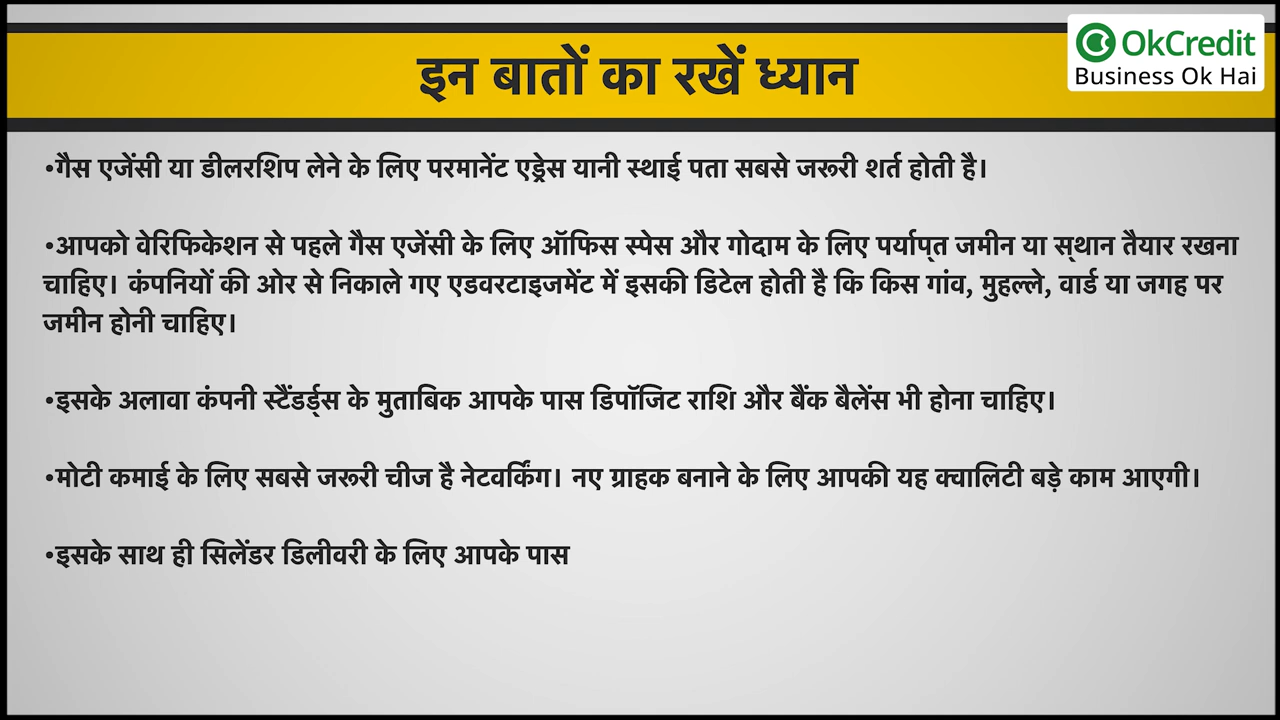 OkCredit
Business Ok Hai
इन बातों का रखें ध्यान
•गैस एजेंसी या डीलरशिप लेने के लिए परमानेंट एड्रेस यानी स्थाई पता सबसे जरूरी शर्त होती है।
•आपको वेरिफिकेशन से पहले गैस एजेंसी के लिए ऑफिस स्पेस और गोदाम के लिए पर्याप्त जमीन या स्थान तैयार रखना
चाहिए। कंपनियों की ओर से निकाले गए एडवरटाइजमेंट में इसकी डिटेल होती है कि किस गांव, मुहल्ले, वार्ड या जगह पर
जमीन होनी चाहिए।
•इसके अलावा कंपनी स्टैंडर्ड्स के मुताबिक आपके पास डिपॉजिट राशि और बैंक बैलेंस भी होना चाहिए।
•मोटी कमाई के लिए सबसे जरूरी चीज है नेटवर्किंग। नए ग्राहक बनाने के लिए आपकी यह क्वालिटी बड़े काम आएगी।
•इसके साथ ही सिलेंडर डिलीवरी के लिए आपके पास